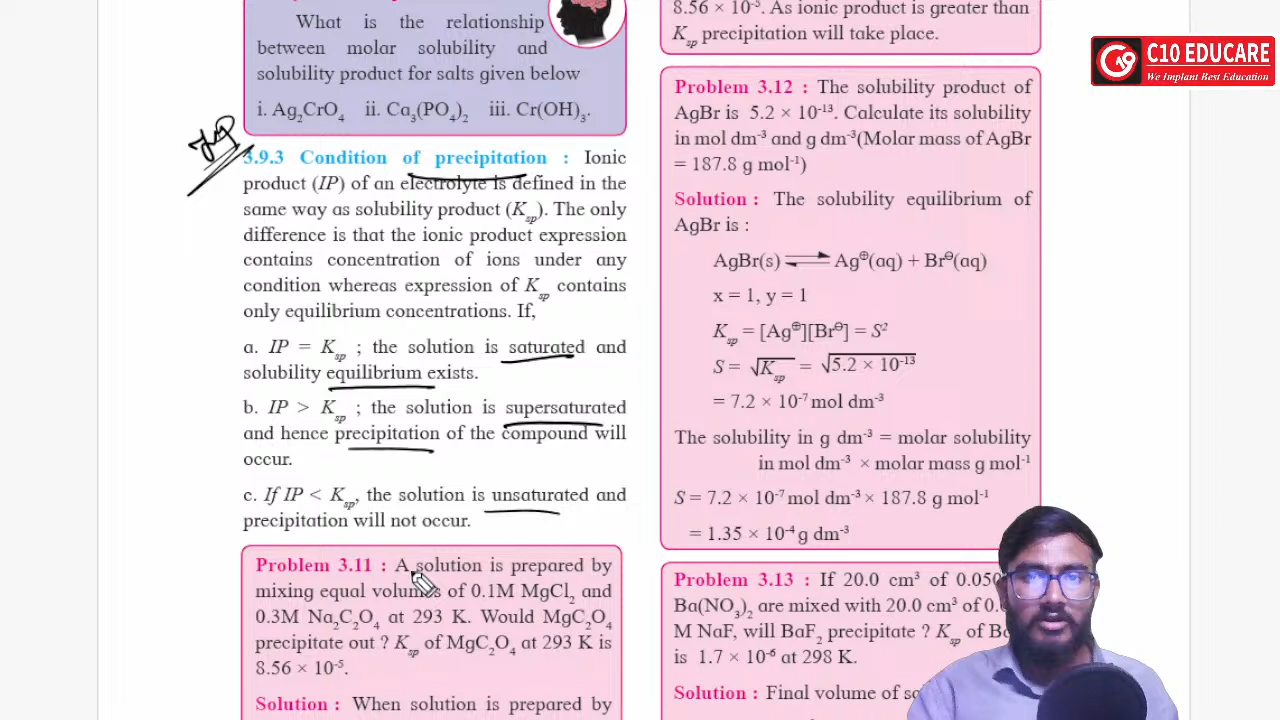 What is the relationship
between molar solubility and
solubility product for salts given below
i. Ag₂CrO₄ ii. Ca₃(PO₄)₂ iii. Cr(OH)₃.
Imp
3.9.3 Condition of precipitation : Ionic
product (IP) of an electrolyte is defined in the
same way as solubility product (Kₛₚ). The only
difference is that the ionic product expression
contains concentration of ions under any
condition whereas expression of Kₛₚ contains
only equilibrium concentrations. If,
a. IP = Kₛₚ ; the solution is saturated and
solubility equilibrium exists.
b. IP > Kₛₚ ; the solution is supersaturated
and hence precipitation of the compound will
occur.
c. If IP < Kₛₚ, the solution is unsaturated and
precipitation will not occur.
Problem 3.11 : A solution is prepared by
mixing equal volumes of 0.1M MgCl₂ and
0.3M Na₂C₂O₄ at 293 K. Would MgC₂O₄
precipitate out ? Kₛₚ of MgC₂O₄ at 293 K is
8.56 × 10⁻⁵.
Solution : When solution is prepared by
8.56 × 10⁻⁵. As ionic product is greater than
Kₛₚ precipitation will take place.
Problem 3.12 : The solubility product of
AgBr is 5.2 × 10⁻¹³. Calculate its solubility
in mol dm⁻³ and g dm⁻³(Molar mass of AgBr
= 187.8 g mol⁻¹)
Solution : The solubility equilibrium of
AgBr is :
AgBr(s) ⇌ Ag⊕(aq) + Br⊖(aq)
x = 1, y = 1
Kₛₚ = [Ag⊕][Br⊖] = S²
S = √Kₛₚ = √5.2 × 10⁻¹³
= 7.2 × 10⁻⁷ mol dm⁻³
The solubility in g dm⁻³ = molar solubility
in mol dm⁻³ × molar mass g mol⁻¹
S = 7.2 × 10⁻⁷ mol dm⁻³ × 187.8 g mol⁻¹
= 1.35 × 10⁻⁴ g dm⁻³
Problem 3.13 : If 20.0 cm³ of 0.050
Ba(NO₃)₂ are mixed with 20.0 cm³ of
M NaF, will BaF₂ precipitate ? Kₛₚ of
is 1.7 × 10⁻⁶ at 298 K.
Solution : Final volume of
C10 EDUCARE
We Implant Best Education